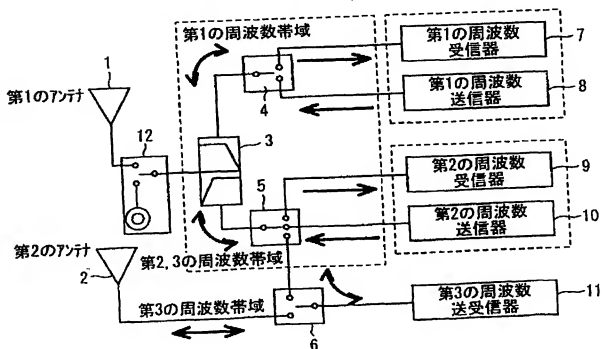 第1の周波数帯域
第1の周波数
受信器
7
第1の周波数
送信器
8
1
第1のアンテナ
4
12
3
第2の周波数
受信器
9
5
第2の周波数
送信器
10
第2のアンテナ
第2,3の周波数帯域
2
第3の周波数帯域
第3の周波数
送受信器
11
6